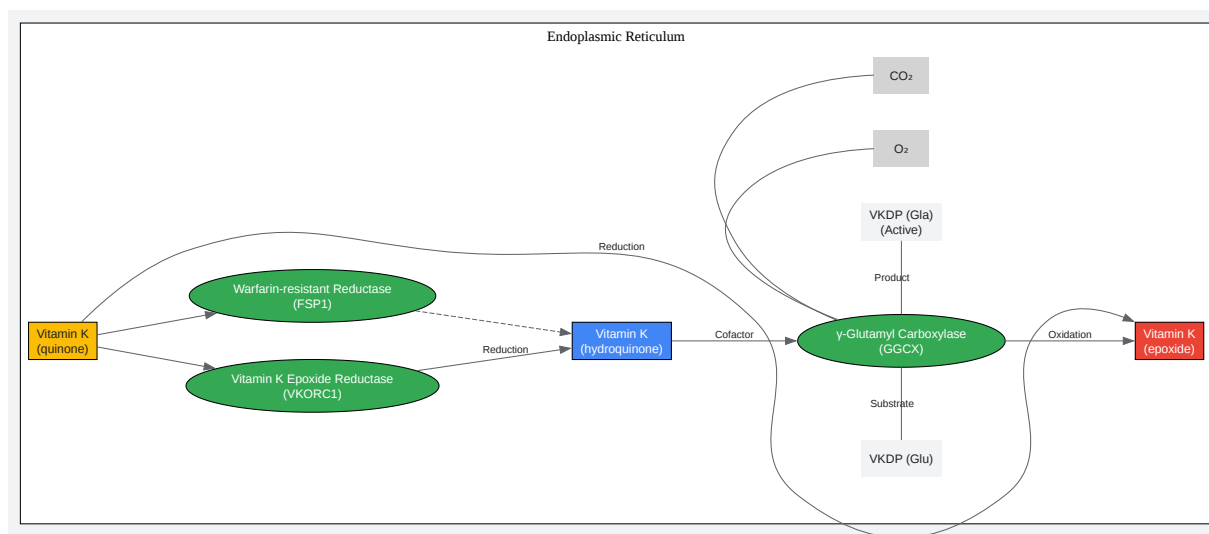 Endoplasmic Reticulum
CO₂
O₂
VKDP (Gla)
(Active)
Reduction
Product
Warfarin-resistant Reductase
(FSP1)
Vitamin K
(quinone)
Vitamin K
(hydroquinone)
Cofactor
γ-Glutamyl Carboxylase
(GGCX)
Oxidation
Vitamin K
(epoxide)
Reduction
Vitamin K Epoxide Reductase
(VKORC1)
Substrate
VKDP (Glu)